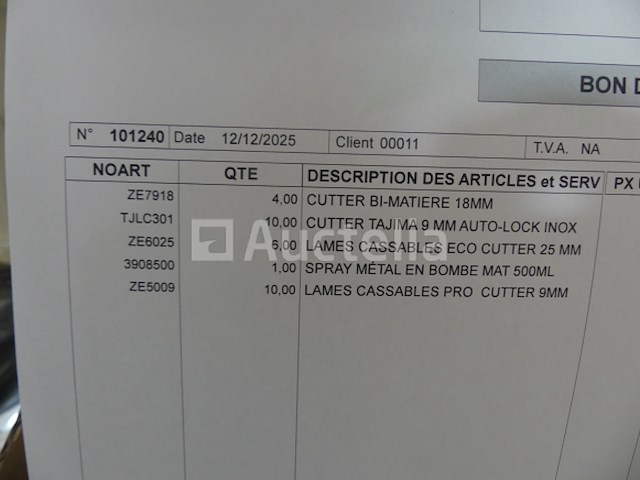 BON D
N° 101240 Date 12/12/2025 Client 00011 T.V.A. NA
NOART QTE DESCRIPTION DES ARTICLES et SERV PX
ZE7918 4,00 CUTTER BI-MATIERE 18MM
TJLC301 10,00 CUTTER TAJIMA 9 MM AUTO-LOCK INOX
ZE6025 6,00 LAMES CASSABLES ECO CUTTER 25 MM
Auctelia
3908500 1,00 SPRAY MÉTAL EN BOMBE MAT 500ML
ZE5009 10,00 LAMES CASSABLES PRO CUTTER 9MM